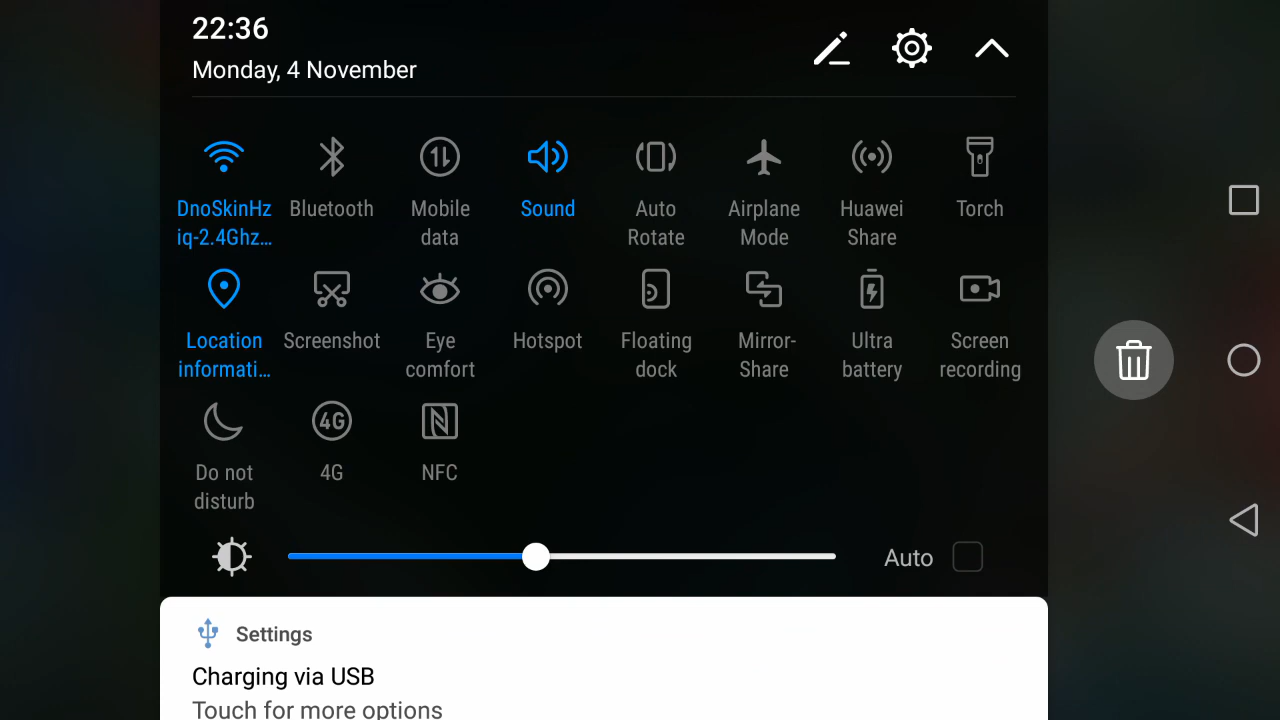 22:36
Monday, 4 November
DnoSkinHz
iq-2.4Ghz…
Bluetooth
Mobile
data
Sound
Auto
Rotate
Airplane
Mode
Huawei
Share
Torch
Location
informati…
Screenshot
Eye
comfort
Hotspot
Floating
dock
Mirror-
Share
Ultra
battery
Screen
recording
Do not
disturb
4G
4G
N
NFC
Auto
Settings
Charging via USB
Touch for more options